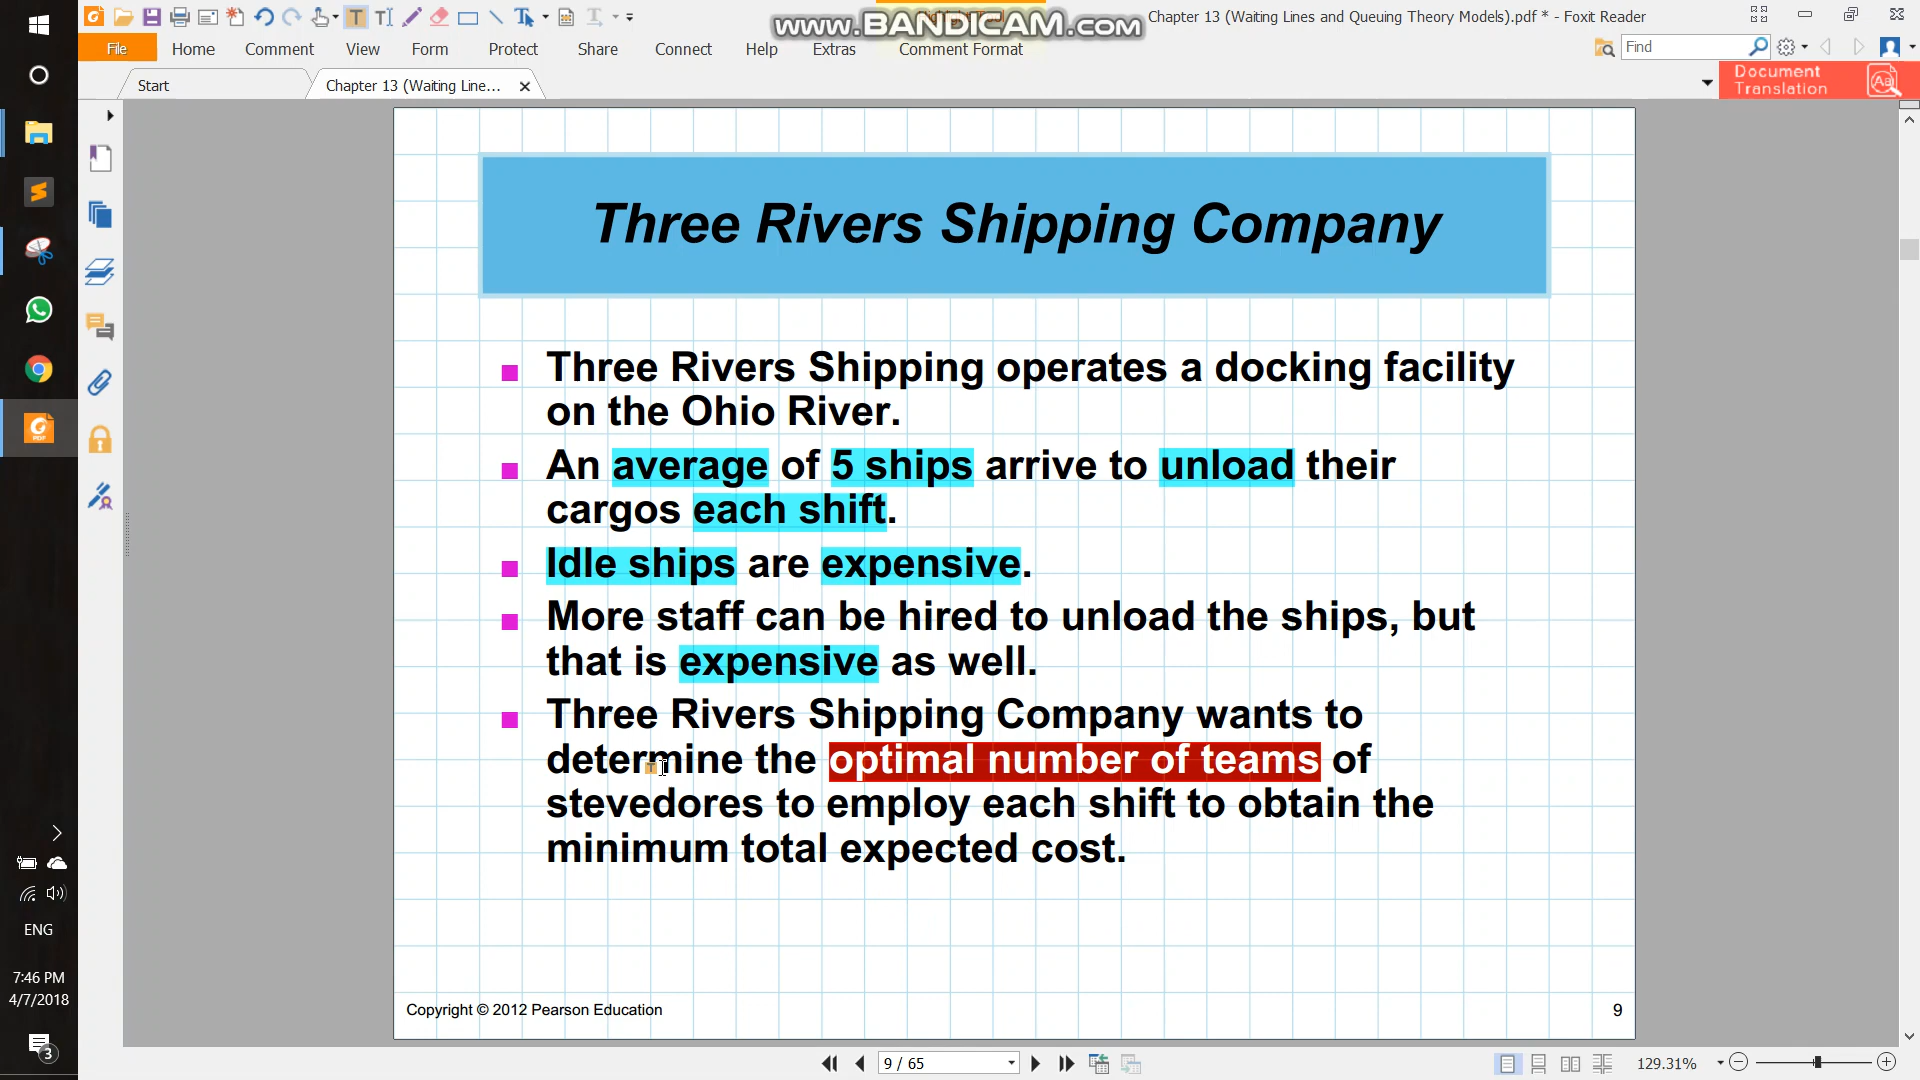 www.BANDICAM.com
Chapter 13 (Waiting Lines and Queuing Theory Models).pdf * - Foxit Reader
File Home Comment View Form Protect Share Connect Help Extras Comment Format
Find
Start
Chapter 13 (Waiting Line...
Document
Translation
Three Rivers Shipping Company
Three Rivers Shipping operates a docking facility
on the Ohio River.
An average of 5 ships arrive to unload their
cargos each shift.
Idle ships are expensive.
More staff can be hired to unload the ships, but
that is expensive as well.
Three Rivers Shipping Company wants to
determine the optimal number of teams of
stevedores to employ each shift to obtain the
minimum total expected cost.
Copyright © 2012 Pearson Education
9
ENG
7:46 PM
4/7/2018
3
9 / 65
129.31%